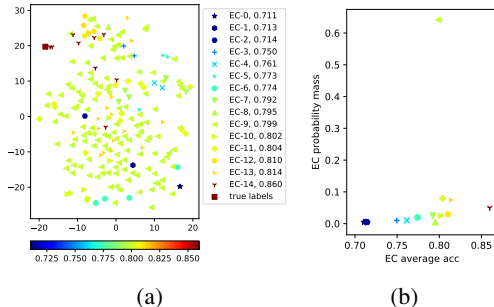 30
20
10
0
−10
−20
−20
−10
0
10
20
0.725
0.750
0.775
0.800
0.825
0.850
EC-0, 0.711
EC-1, 0.713
EC-2, 0.714
EC-3, 0.750
EC-4, 0.761
EC-5, 0.773
EC-6, 0.774
EC-7, 0.792
EC-8, 0.795
EC-9, 0.799
EC-10, 0.802
EC-11, 0.804
EC-12, 0.810
EC-13, 0.814
EC-14, 0.860
true labels
(a)
EC probability mass
0.6
0.5
0.4
0.3
0.2
0.1
0.0
0.70
0.75
0.80
0.85
EC average acc
(b)